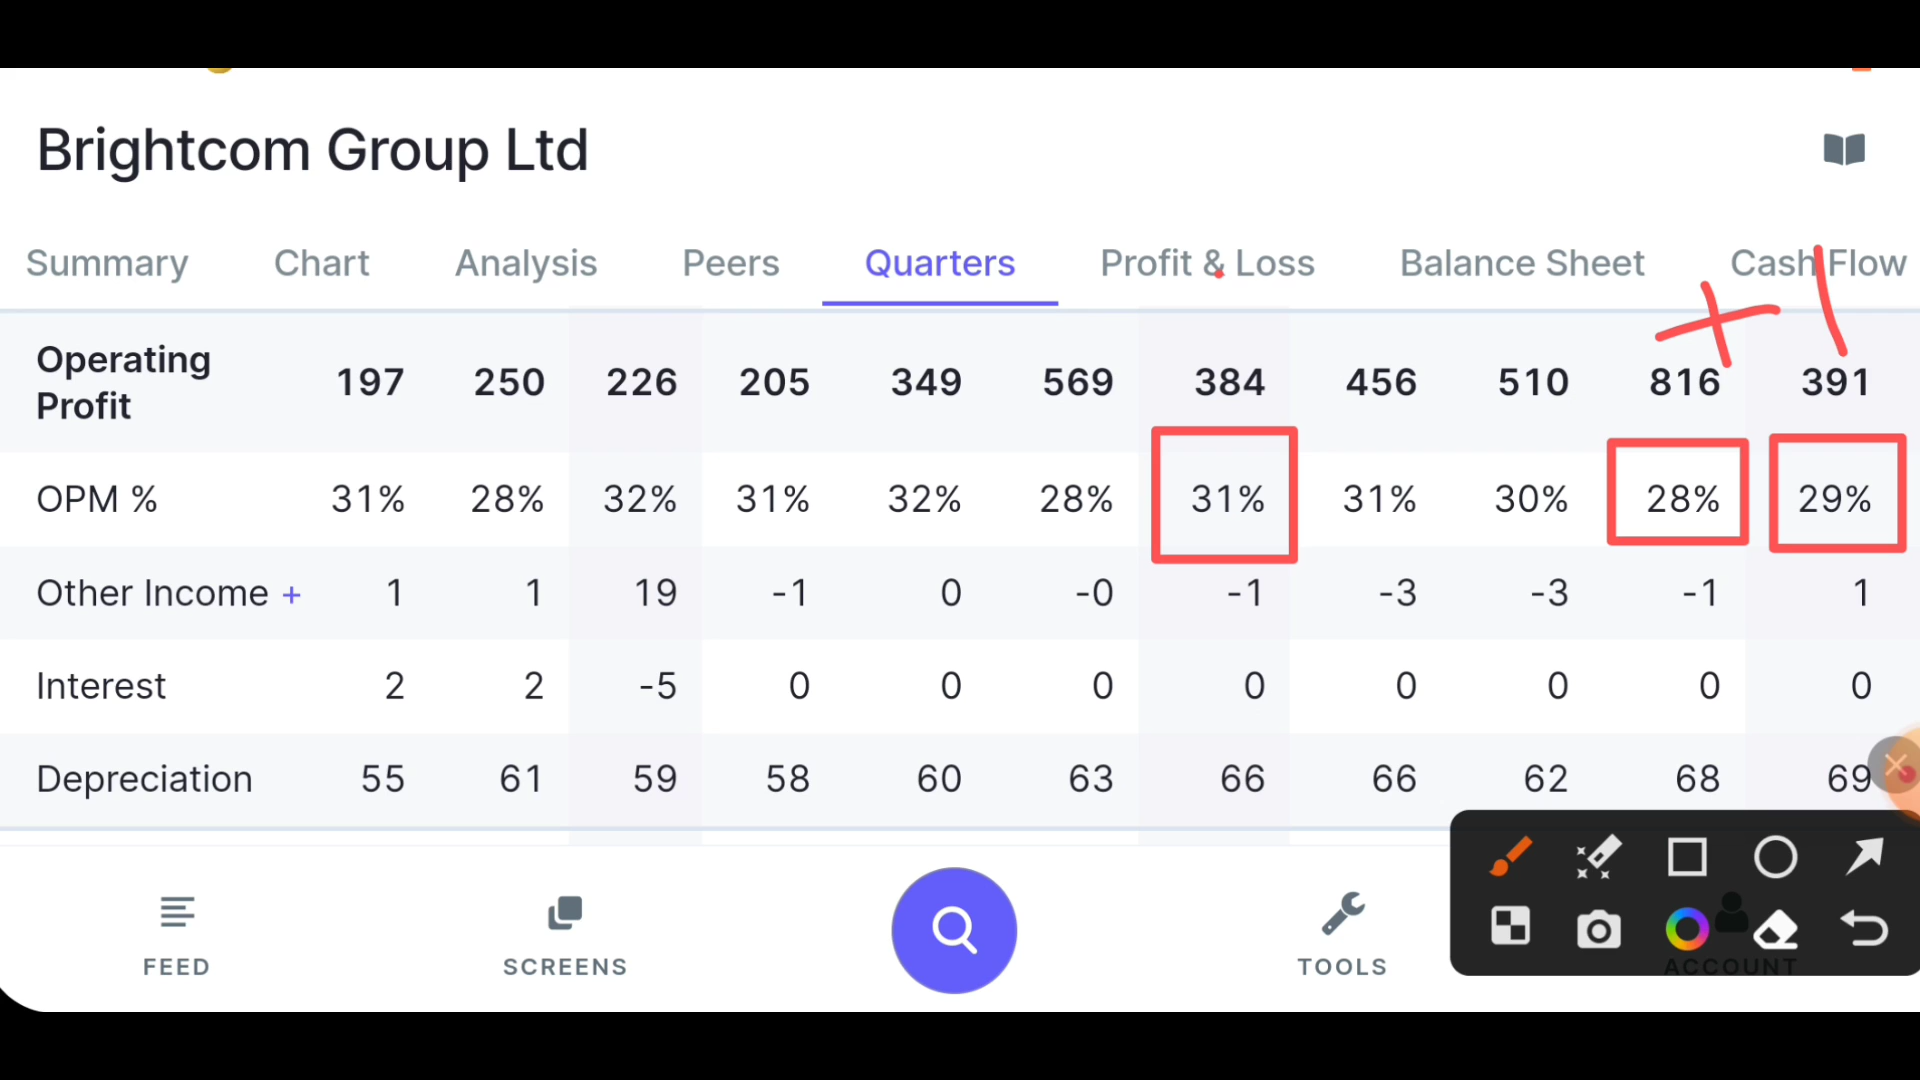 Brightcom Group Ltd
Summary Chart Analysis Peers Quarters Profit & Loss Balance Sheet Cash Flow
+1
Operating Profit 197 250 226 205 349 569 384 456 510 816 391
OPM % 31% 28% 32% 31% 32% 28% 31% 31% 30% 28% 29%
Other Income + 1 1 19 -1 0 -0 -1 -3 -3 -1 1
Interest 2 2 -5 0 0 0 0 0 0 0 0
Depreciation 55 61 59 58 60 63 66 66 62 68 69
FEED SCREENS TOOLS ACCOUNT